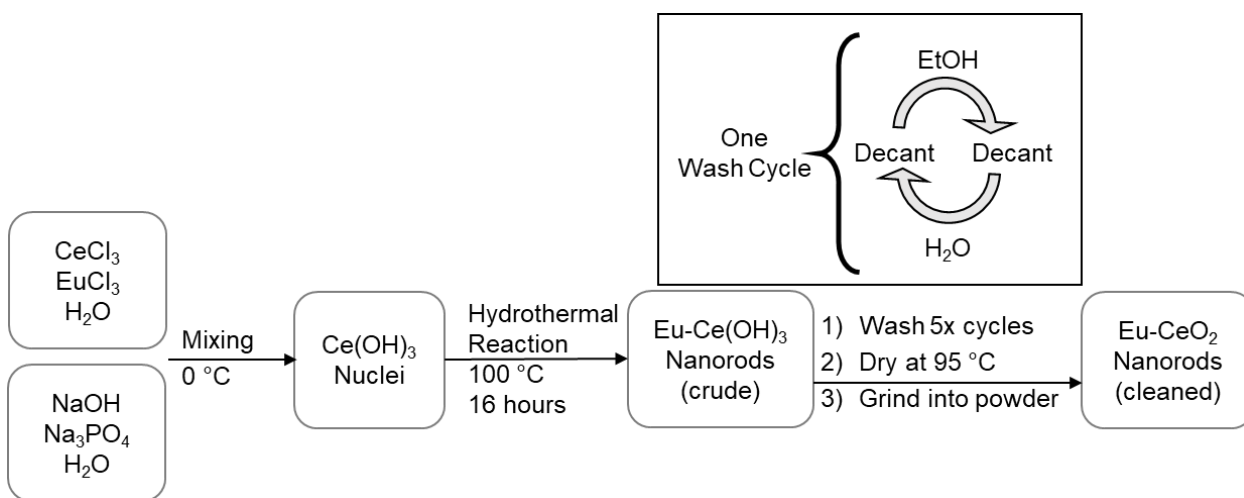 EtOH
One
Wash Cycle
Decant Decant
H₂O
CeCl₃
EuCl₃
H₂O
NaOH
Na₃PO₄
H₂O
Mixing
0 °C
Ce(OH)₃
Nuclei
Hydrothermal
Reaction
100 °C
16 hours
Eu-Ce(OH)₃
Nanorods
(crude)
1) Wash 5x cycles
2) Dry at 95 °C
3) Grind into powder
Eu-CeO₂
Nanorods
(cleaned)